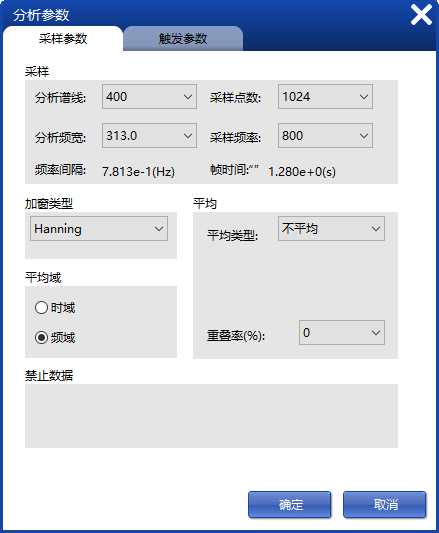 分析参数
采样参数 触发参数
采样
分析谱线: 400 采样点数: 1024
分析频宽: 313.0 采样频率: 800
频率间隔: 7.813e-1(Hz) 帧时间:“” 1.280e+0(s)
加窗类型
Hanning
平均
平均类型: 不平均
平均域
时域
频域
重叠率(%): 0
禁止数据
确定 取消